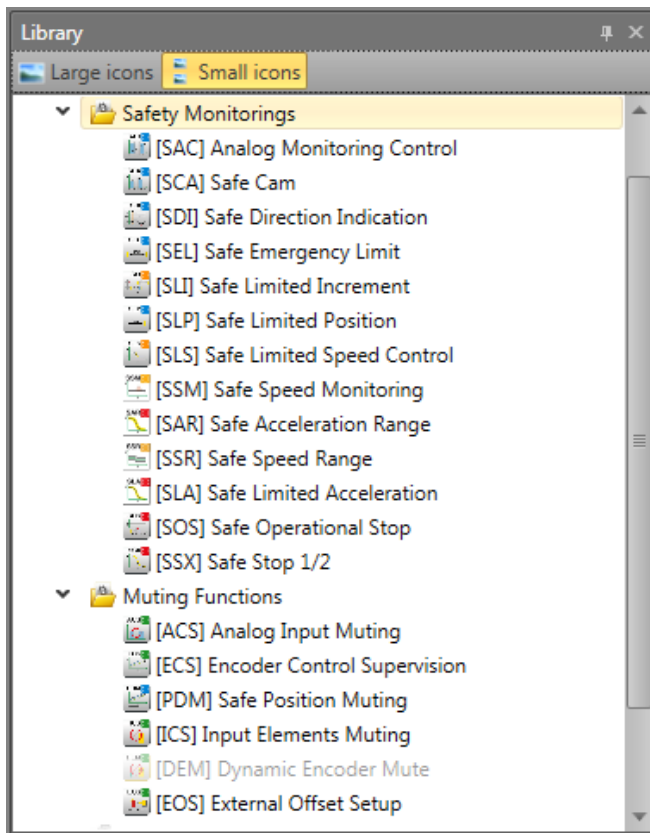 Library
Large icons Small icons
Safety Monitorings
[SAC] Analog Monitoring Control
[SCA] Safe Cam
[SDI] Safe Direction Indication
[SEL] Safe Emergency Limit
[SLI] Safe Limited Increment
[SLP] Safe Limited Position
[SLS] Safe Limited Speed Control
[SSM] Safe Speed Monitoring
[SAR] Safe Acceleration Range
[SSR] Safe Speed Range
[SLA] Safe Limited Acceleration
[SOS] Safe Operational Stop
[SSX] Safe Stop 1/2
Muting Functions
[ACS] Analog Input Muting
[ECS] Encoder Control Supervision
[PDM] Safe Position Muting
[ICS] Input Elements Muting
[DEM] Dynamic Encoder Mute
[EOS] External Offset Setup